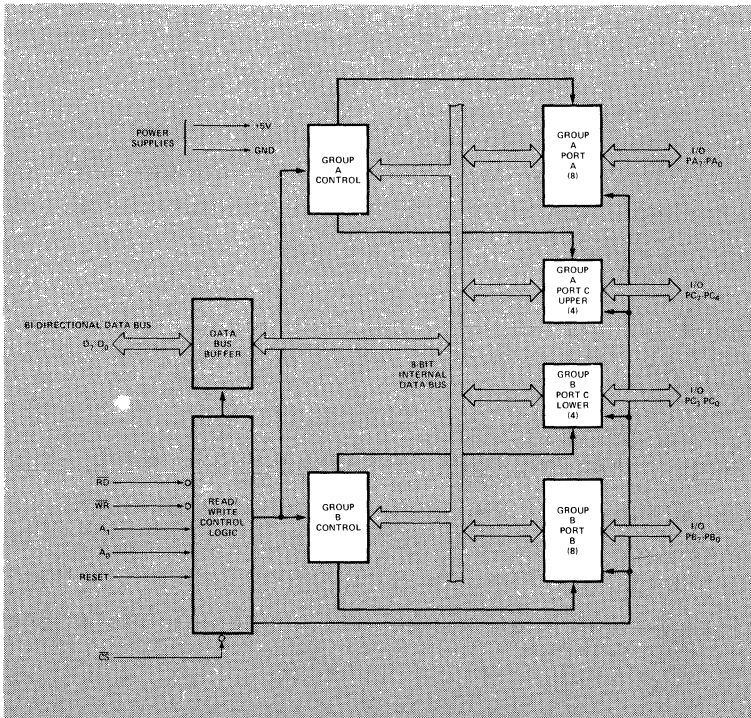 POWER
SUPPLIES
+5V
GND
GROUP
A
CONTROL
GROUP
A
PORT
A
(8)
I/O
PA7-PA0
GROUP
A
PORT C
UPPER
(4)
I/O
PC7-PC4
BI-DIRECTIONAL DATA BUS
D7-D0
DATA
BUS
BUFFER
8-BIT
INTERNAL
DATA BUS
GROUP
B
PORT C
LOWER
(4)
I/O
PC3-PC0
RD
WR
A1
A0
RESET
READ/
WRITE
CONTROL
LOGIC
GROUP
B
CONTROL
GROUP
B
PORT
B
(8)
I/O
PB7-PB0
CS